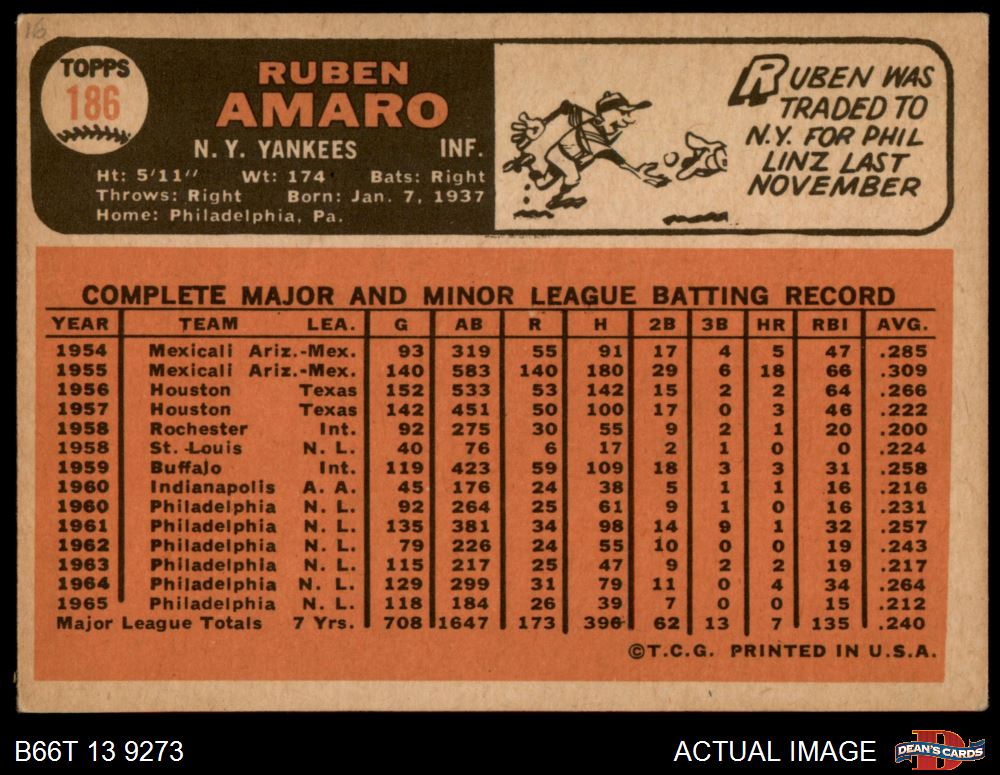 16
TOPPS
186
RUBEN
AMARO
N. Y. YANKEES INF.
Ht: 5'11" Wt: 174 Bats: Right
Throws: Right Born: Jan. 7, 1937
Home: Philadelphia, Pa.
RUBEN WAS
TRADED TO
N.Y. FOR PHIL
LINZ LAST
NOVEMBER
COMPLETE MAJOR AND MINOR LEAGUE BATTING RECORD
YEAR TEAM LEA. G AB R H 2B 3B HR RBI AVG.
1954 Mexicali Ariz.-Mex. 93 319 55 91 17 4 5 47 .285
1955 Mexicali Ariz.-Mex. 140 583 140 180 29 6 18 66 .309
1956 Houston Texas 152 533 53 142 15 2 2 64 .266
1957 Houston Texas 142 451 50 100 17 0 3 46 .222
1958 Rochester Int. 92 275 30 55 9 2 1 20 .200
1958 St. Louis N. L. 40 76 6 17 2 1 0 0 .224
1959 Buffalo Int. 119 423 59 109 18 3 3 31 .258
1960 Indianapolis A. A. 45 176 24 38 5 1 1 16 .216
1960 Philadelphia N. L. 92 264 25 61 9 1 0 16 .231
1961 Philadelphia N. L. 135 381 34 98 14 9 1 32 .257
1962 Philadelphia N. L. 79 226 24 55 10 0 0 19 .243
1963 Philadelphia N. L. 115 217 25 47 9 2 2 19 .217
1964 Philadelphia N. L. 129 299 31 79 11 0 4 34 .264
1965 Philadelphia N. L. 118 184 26 39 7 0 0 15 .212
Major League Totals 7 Yrs. 708 1647 173 396 62 13 7 135 .240
©T.C.G. PRINTED IN U.S.A.
B66T 13 9273
ACTUAL IMAGE
D
DEAN'S CARDS